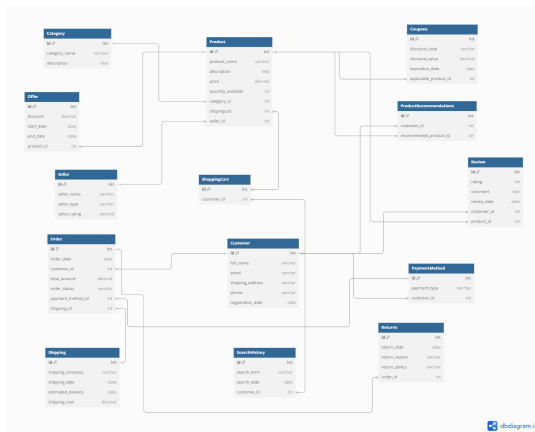 Category
id int
category_name varchar
description text
Product
id int
product_name varchar
description text
price decimal
quantity_available int
category_id int
shippingcart int
seller_id int
Coupons
id int
discount_code varchar
discount_value decimal
expiration_date date
applicable_product_id int
Offer
id int
discount decimal
start_date date
end_date date
product_id int
ProductRecommendations
id int
customer_id int
recommended_product_id int
Seller
id int
seller_name varchar
seller_type varchar
seller_rating decimal
ShoppingCart
id int
customer_id int
Review
id int
rating int
comment text
review_date date
customer_id int
product_id int
Order
id int
order_date date
customer_id int
total_amount decimal
order_status varchar
payment_method_id int
shipping_id int
Customer
id int
full_name varchar
email varchar
shipping_address varchar
phone varchar
registration_date date
PaymentMethod
id int
payment_type varchar
customer_id int
Shipping
id int
shipping_company varchar
shipping_date date
estimated_delivery date
shipping_cost decimal
SearchHistory
id int
search_term varchar
search_date date
customer_id int
Returns
id int
return_date date
return_reason varchar
return_status varchar
order_id int
dbdiagram.io